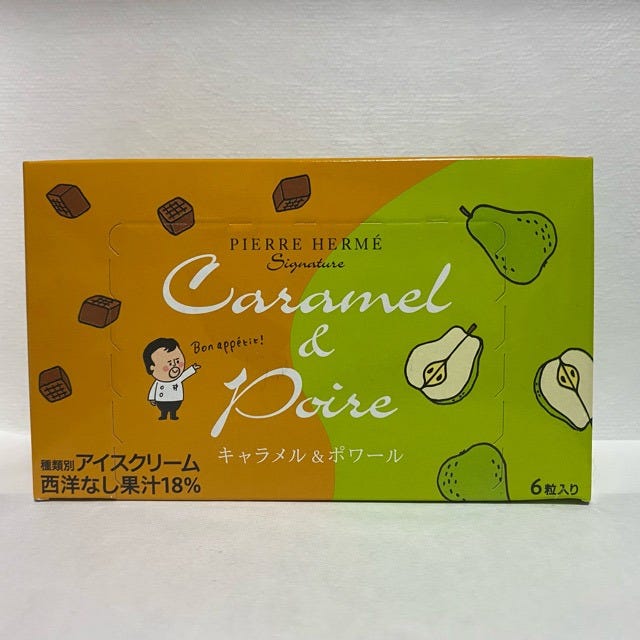 PIERRE HERMÉ
Signature
Caramel
&
Poire
Bon appétit!
キャラメル&ポワール
種類別アイスクリーム
西洋なし果汁18%
6粒入り